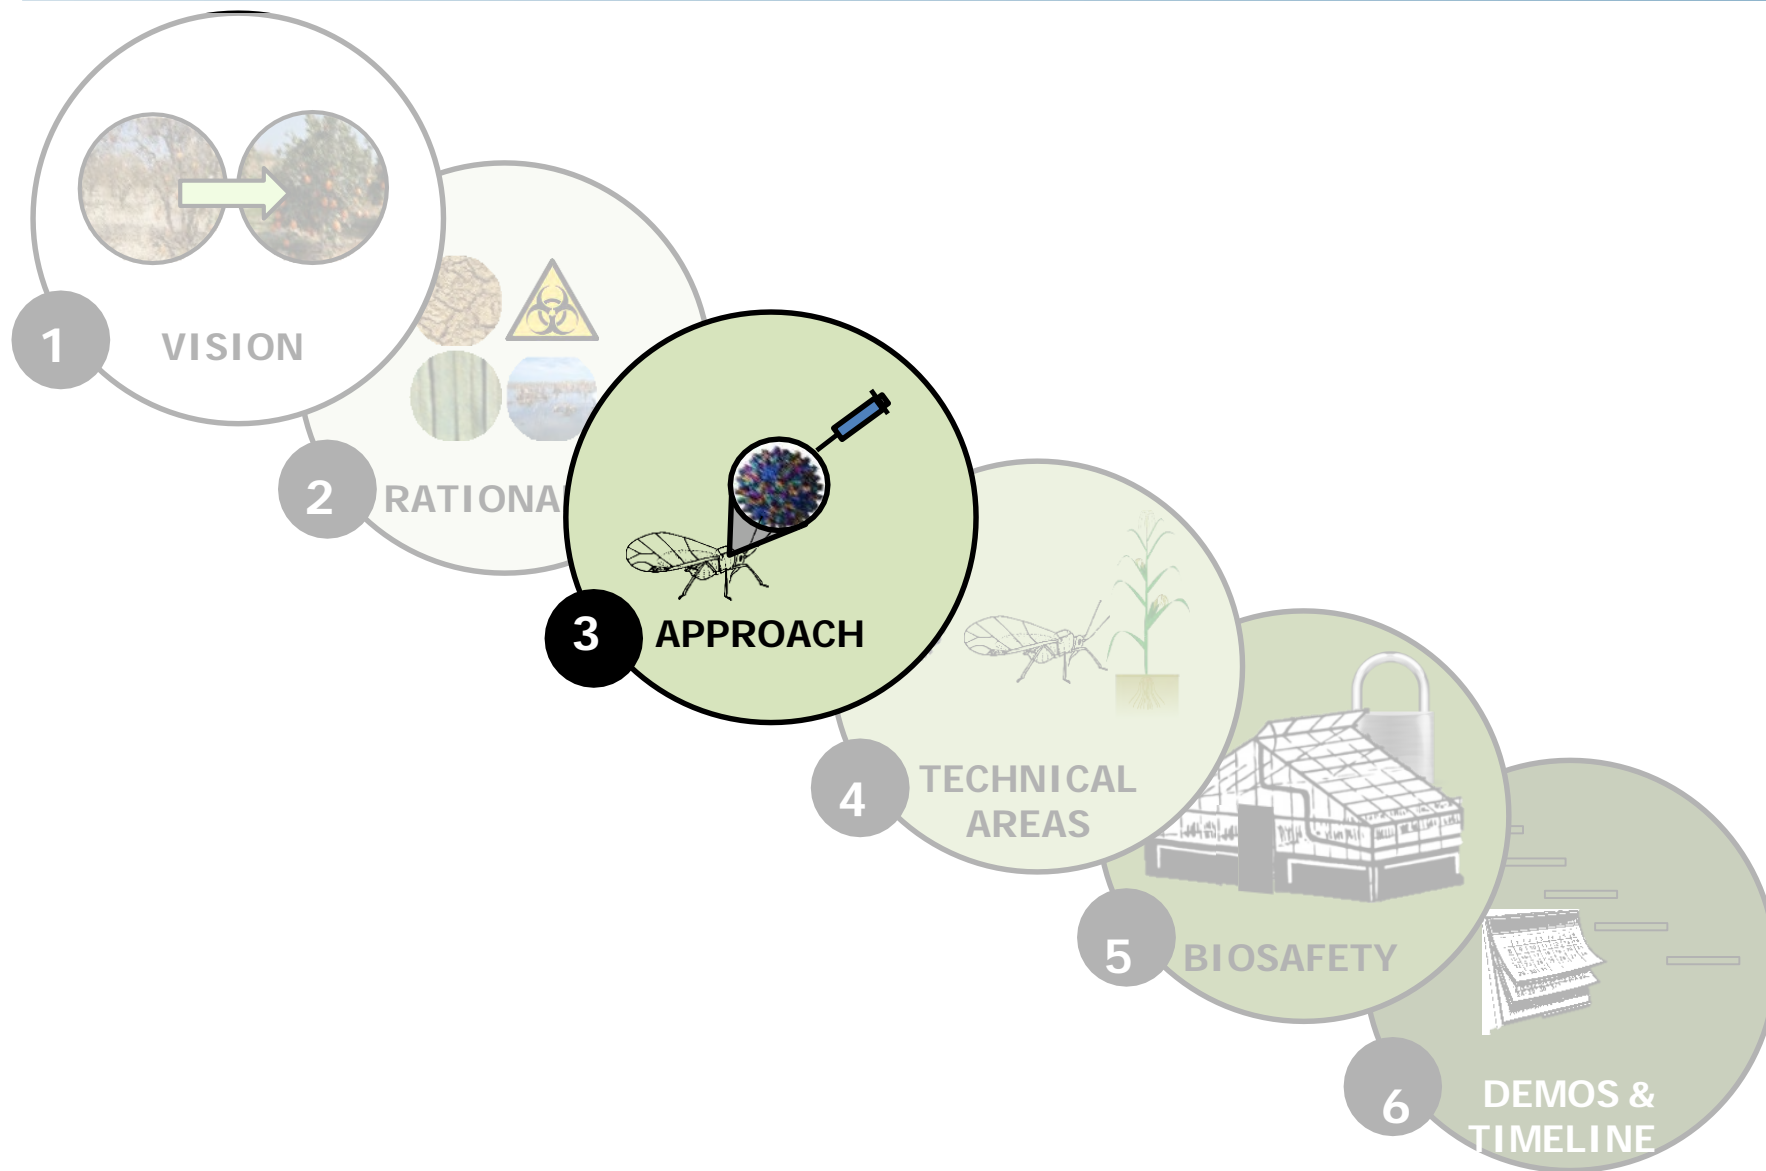 1
VISION
2
RATIONA
3
APPROACH
4
TECHNICAL
AREAS
5
BIOSAFETY
6
DEMOS &
TIMELINE